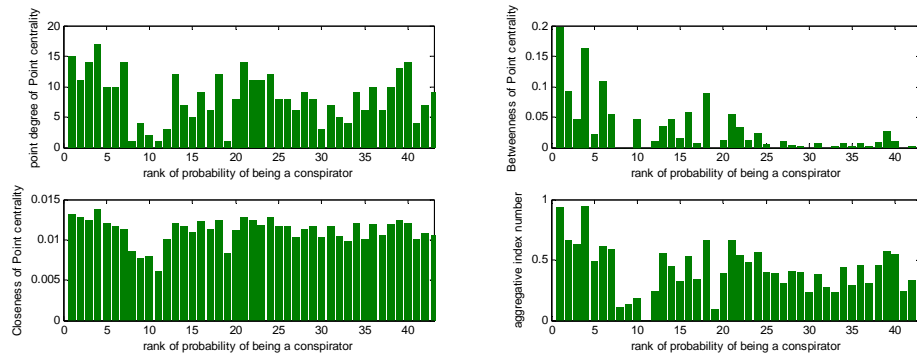 point degree of Point centrality
20
15
10
5
0
0 5 10 15 20 25 30 35 40
rank of probability of being a conspirator
Betweenness of Point centrality
0.2
0.15
0.1
0.05
0
0 5 10 15 20 25 30 35 40
rank of probability of being a conspirator
Closeness of Point centrality
0.015
0.01
0.005
0
0 5 10 15 20 25 30 35 40
rank of probability of being a conspirator
aggregative index number
1
0.5
0
0 5 10 15 20 25 30 35 40
rank of probability of being a conspirator